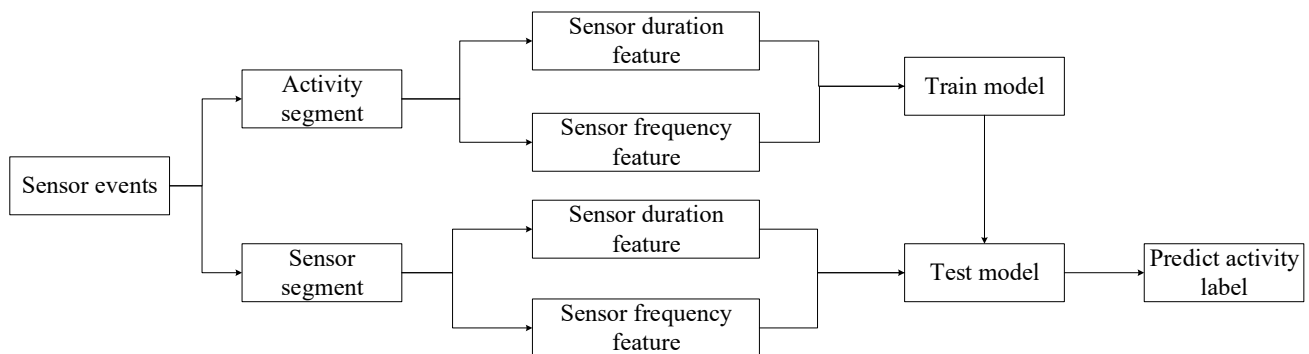 Sensor duration
feature
Activity
segment
Train model
Sensor frequency
feature
Sensor events
Sensor duration
feature
Sensor
segment
Test model
Predict activity
label
Sensor frequency
feature